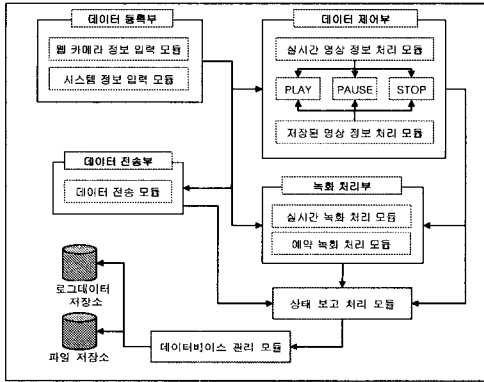 데이터 등록부
웹 카메라 정보 입력 모듈
시스템 정보 입력 모듈
데이터 제어부
실시간 영상 정보 처리 모듈
PLAY
PAUSE
STOP
저장된 영상 정보 처리 모듈
데이터 전송부
데이터 전송 모듈
녹화 처리부
실시간 녹화 처리 모듈
예약 녹화 처리 모듈
로그데이터
저장소
상태 보고 처리 모듈
파일 저장소
데이터베이스 관리 모듈